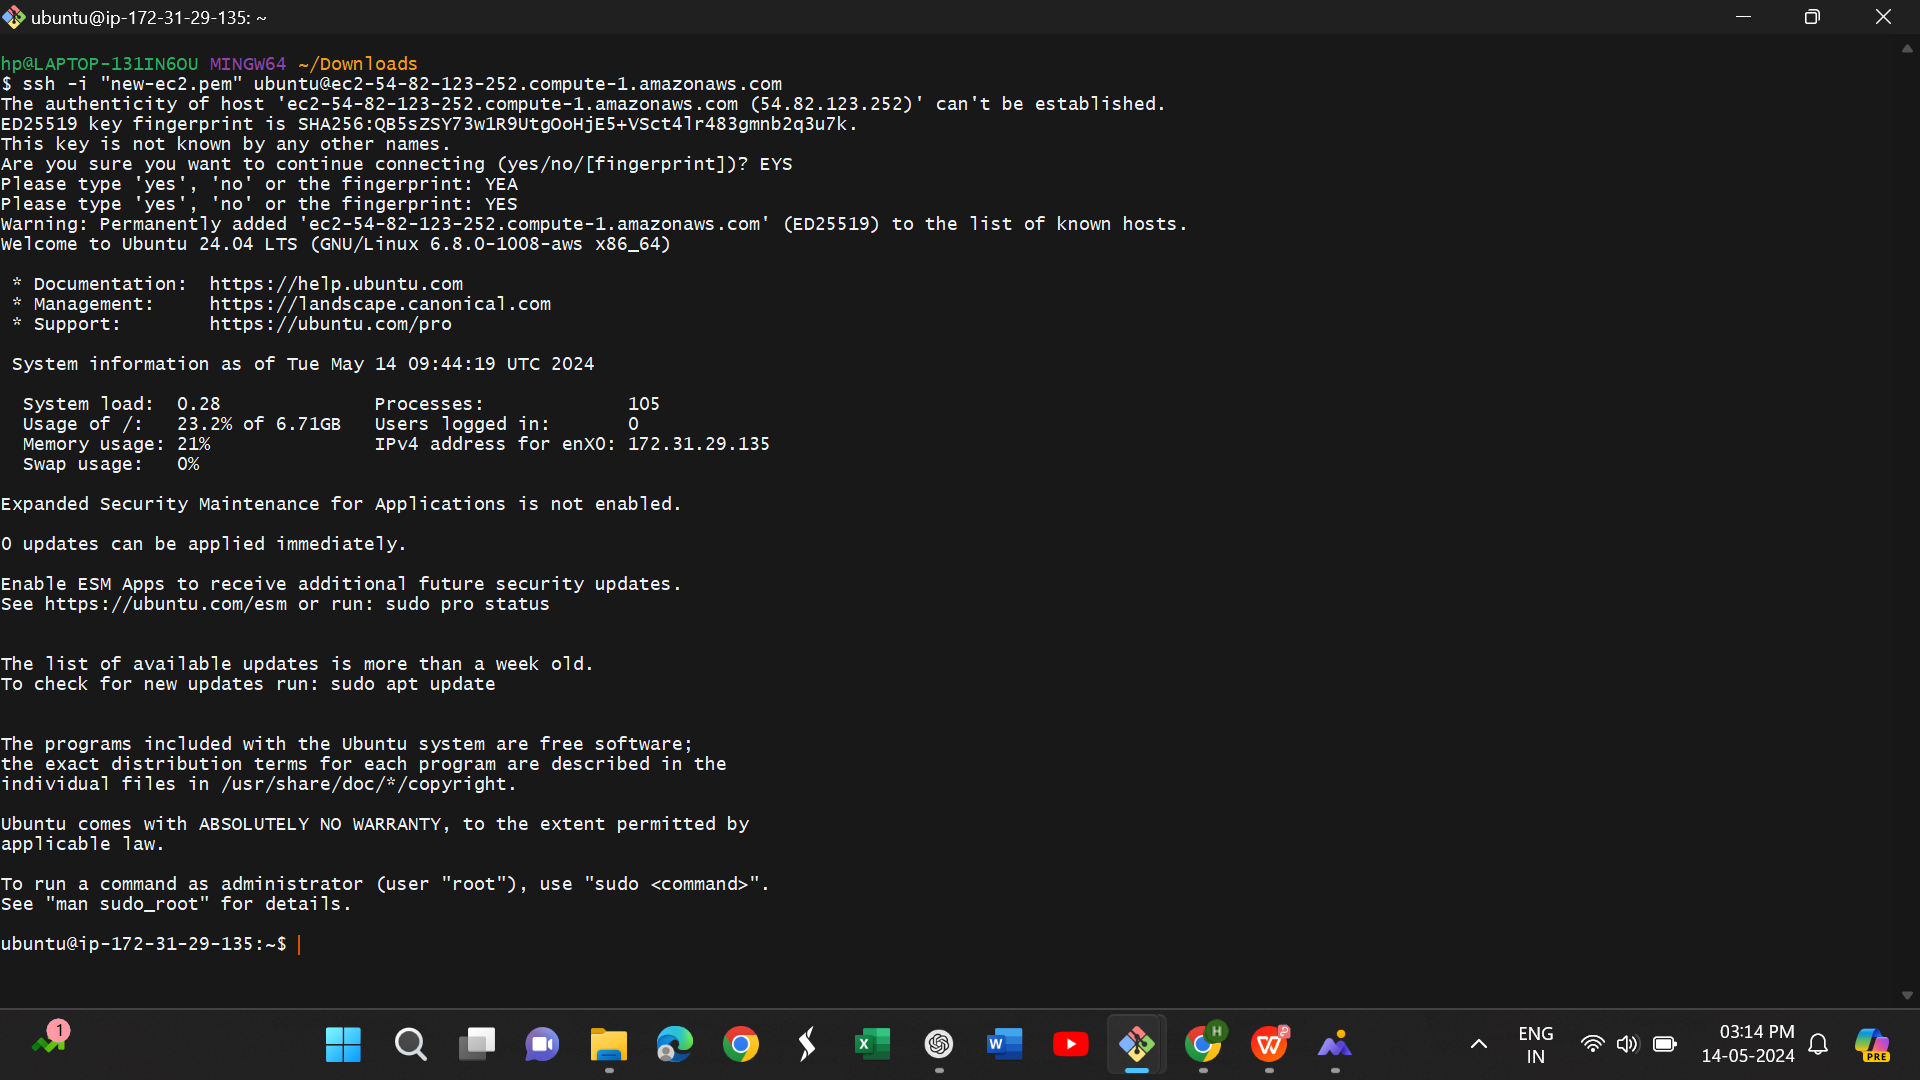 ubuntu@ip-172-31-29-135: ~
hp@LAPTOP-131IN6OU MINGW64 ~/Downloads
$ ssh -i "new-ec2.pem" ubuntu@ec2-54-82-123-252.compute-1.amazonaws.com
The authenticity of host 'ec2-54-82-123-252.compute-1.amazonaws.com (54.82.123.252)' can't be established.
ED25519 key fingerprint is SHA256:QB5sZSY73w1R9UtgOoHjE5+VSct4lr483gmnb2q3u7k.
This key is not known by any other names.
Are you sure you want to continue connecting (yes/no/[fingerprint])? EYS
Please type 'yes', 'no' or the fingerprint: YEA
Please type 'yes', 'no' or the fingerprint: YES
Warning: Permanently added 'ec2-54-82-123-252.compute-1.amazonaws.com' (ED25519) to the list of known hosts.
Welcome to Ubuntu 24.04 LTS (GNU/Linux 6.8.0-1008-aws x86_64)
* Documentation:  https://help.ubuntu.com
* Management:     https://landscape.canonical.com
* Support:        https://ubuntu.com/pro
System information as of Tue May 14 09:44:19 UTC 2024
System load:  0.28              Processes:             105
Usage of /:   23.2% of 6.71GB   Users logged in:       0
Memory usage: 21%               IPv4 address for enX0: 172.31.29.135
Swap usage:   0%
Expanded Security Maintenance for Applications is not enabled.
0 updates can be applied immediately.
Enable ESM Apps to receive additional future security updates.
See https://ubuntu.com/esm or run: sudo pro status
The list of available updates is more than a week old.
To check for new updates run: sudo apt update
The programs included with the Ubuntu system are free software;
the exact distribution terms for each program are described in the
individual files in /usr/share/doc/*/copyright.
Ubuntu comes with ABSOLUTELY NO WARRANTY, to the extent permitted by
applicable law.
To run a command as administrator (user "root"), use "sudo <command>".
See "man sudo_root" for details.
ubuntu@ip-172-31-29-135:~$
1
H
ENG
IN
03:14 PM
14-05-2024
PRE